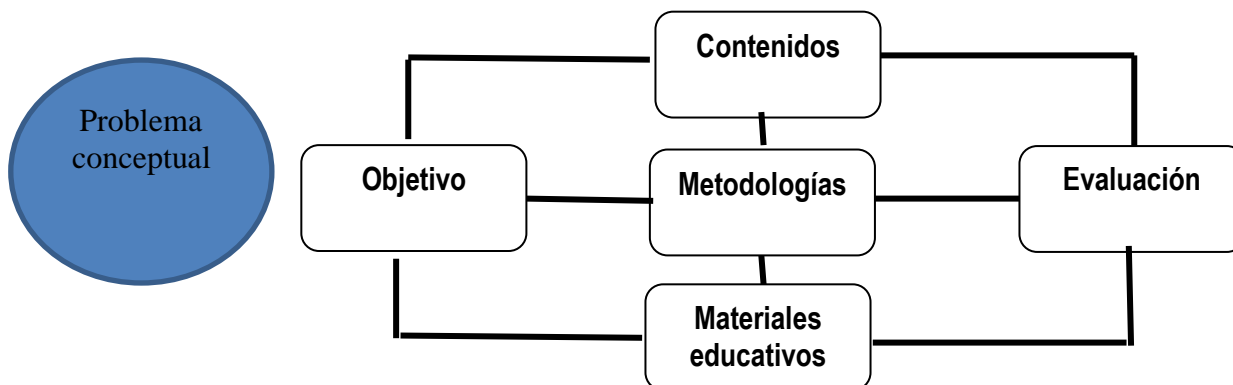 Contenidos
Problema
conceptual
Objetivo
Metodologías
Evaluación
Materiales
educativos